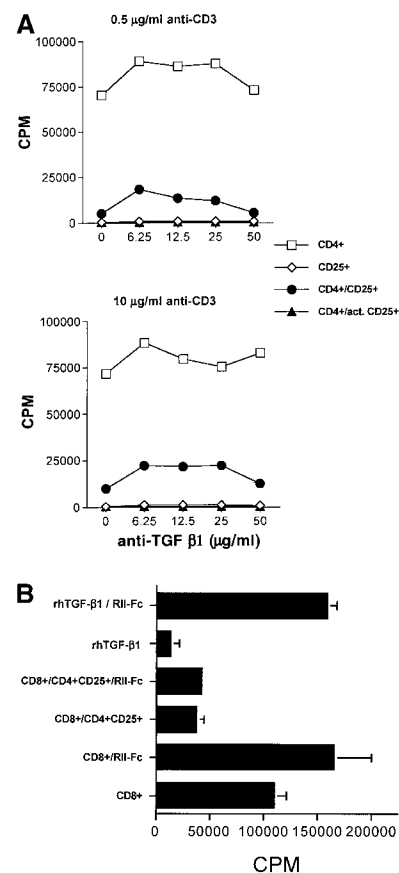 A
0.5 µg/ml anti-CD3
100000
75000
50000
25000
0
CPM
0 6.25 12.5 25 50
CD4+
CD25+
CD4+/CD25+
CD4+/act. CD25+
10 µg/ml anti-CD3
100000
75000
50000
25000
0
CPM
0 6.25 12.5 25 50
anti-TGF β1 (µg/ml)
B
rhTGF-β1 / RII-Fc
rhTGF-β1
CD8+/CD4+CD25+/RII-Fc
CD8+/CD4+CD25+
CD8+/RII-Fc
CD8+
0 50000 100000 150000 200000
CPM